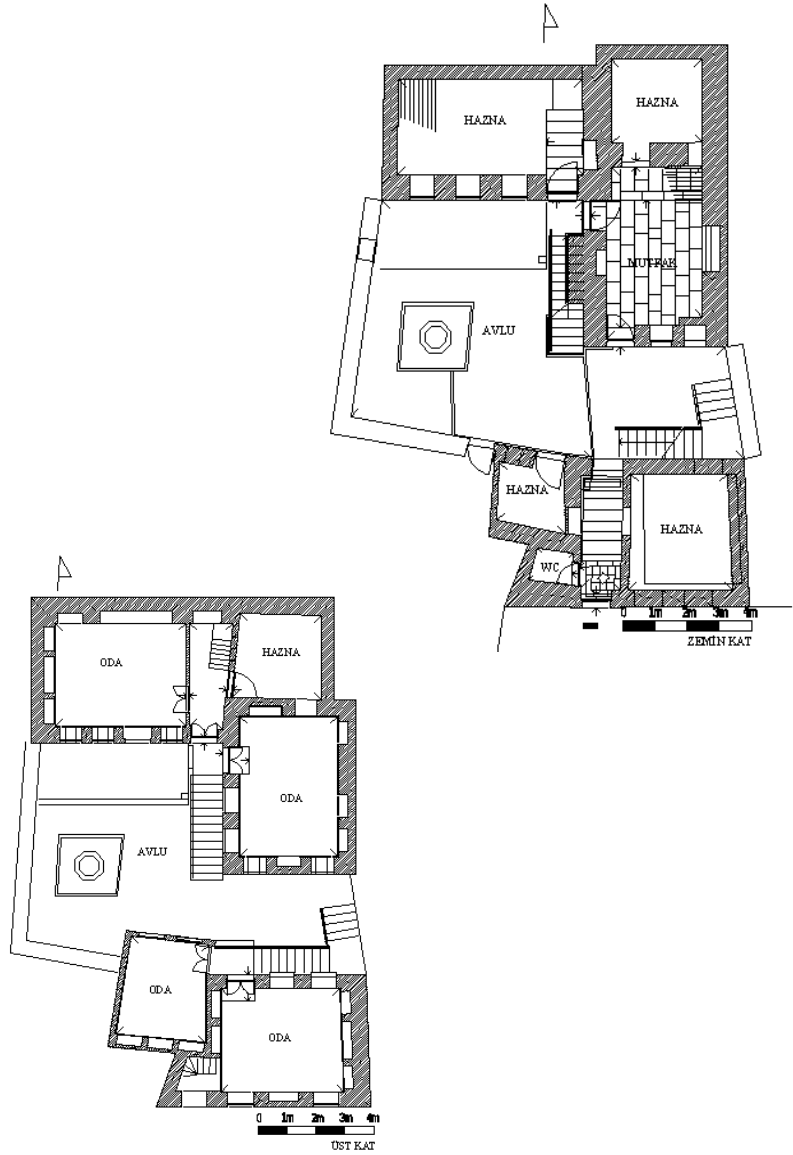 HAZNA
HAZNA
MUTFAK
AVLU
HAZNA
HAZNA
WC
0 1m 2m 3m 4m
ZEMİN KAT
ODA
HAZNA
ODA
AVLU
ODA
ODA
0 1m 2m 3m 4m
ÜST KAT